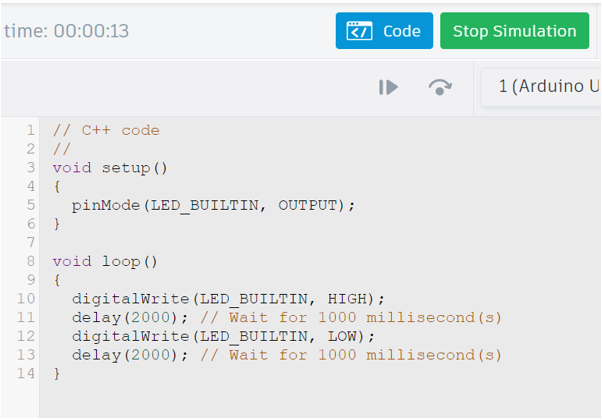 time: 00:00:13
Code
Stop Simulation
1 (Arduino U
1 // C++ code
2 //
3 void setup()
4 {
5   pinMode(LED_BUILTIN, OUTPUT);
6 }
7
8 void loop()
9 {
10   digitalWrite(LED_BUILTIN, HIGH);
11   delay(2000); // Wait for 1000 millisecond(s)
12   digitalWrite(LED_BUILTIN, LOW);
13   delay(2000); // Wait for 1000 millisecond(s)
14 }